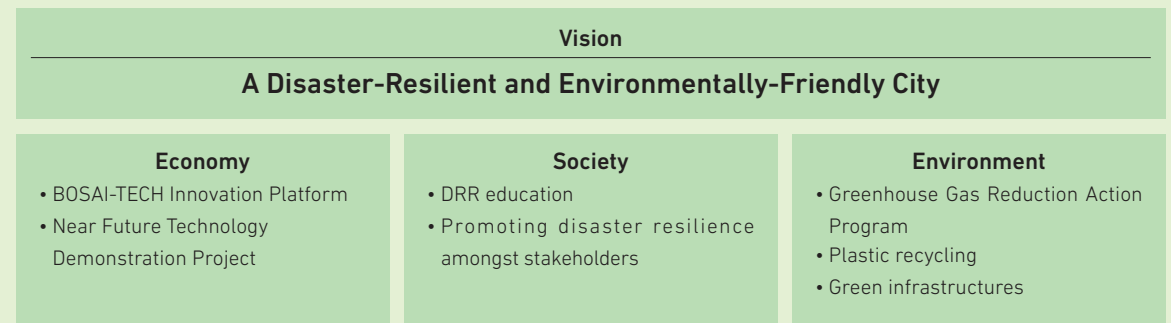 Vision
A Disaster-Resilient and Environmentally-Friendly City
Economy
• BOSAI-TECH Innovation Platform
• Near Future Technology
Demonstration Project
Society
• DRR education
• Promoting disaster resilience
amongst stakeholders
Environment
• Greenhouse Gas Reduction Action
Program
• Plastic recycling
• Green infrastructures